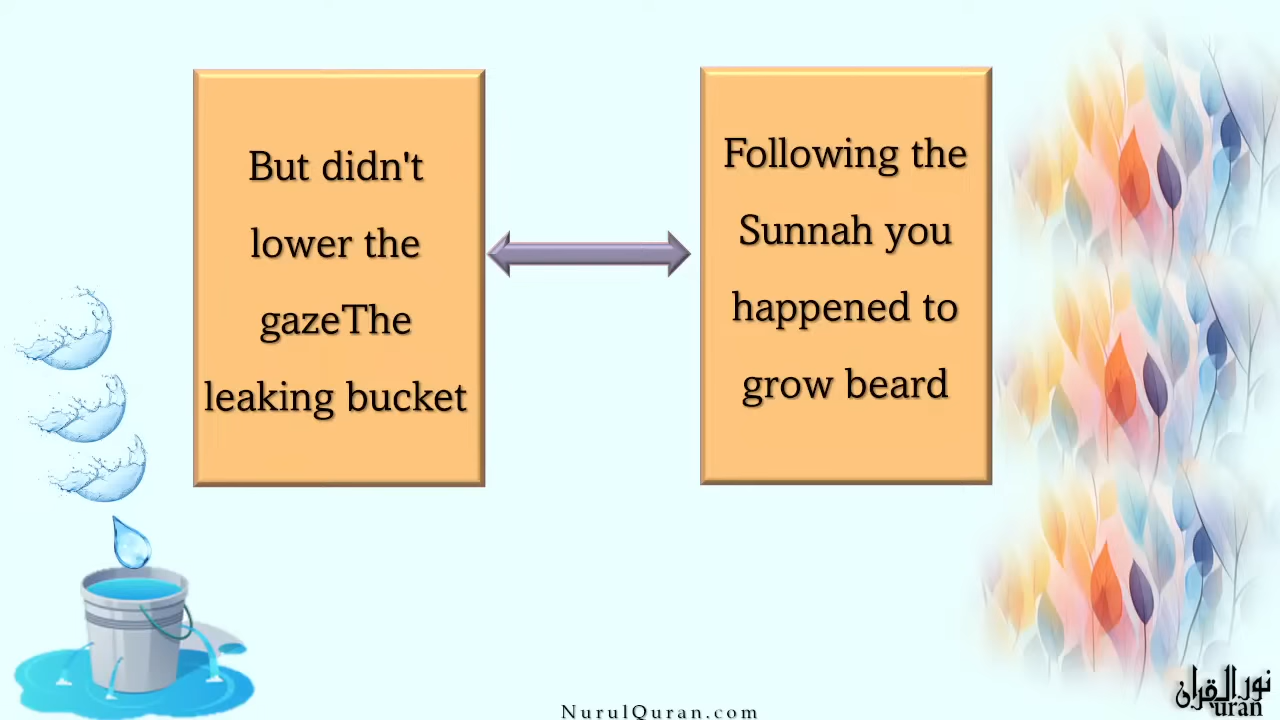 But didn't
lower the
gazeThe
leaking bucket
Following the
Sunnah you
happened to
grow beard
NurulQuran.com
نور القرآن
uran